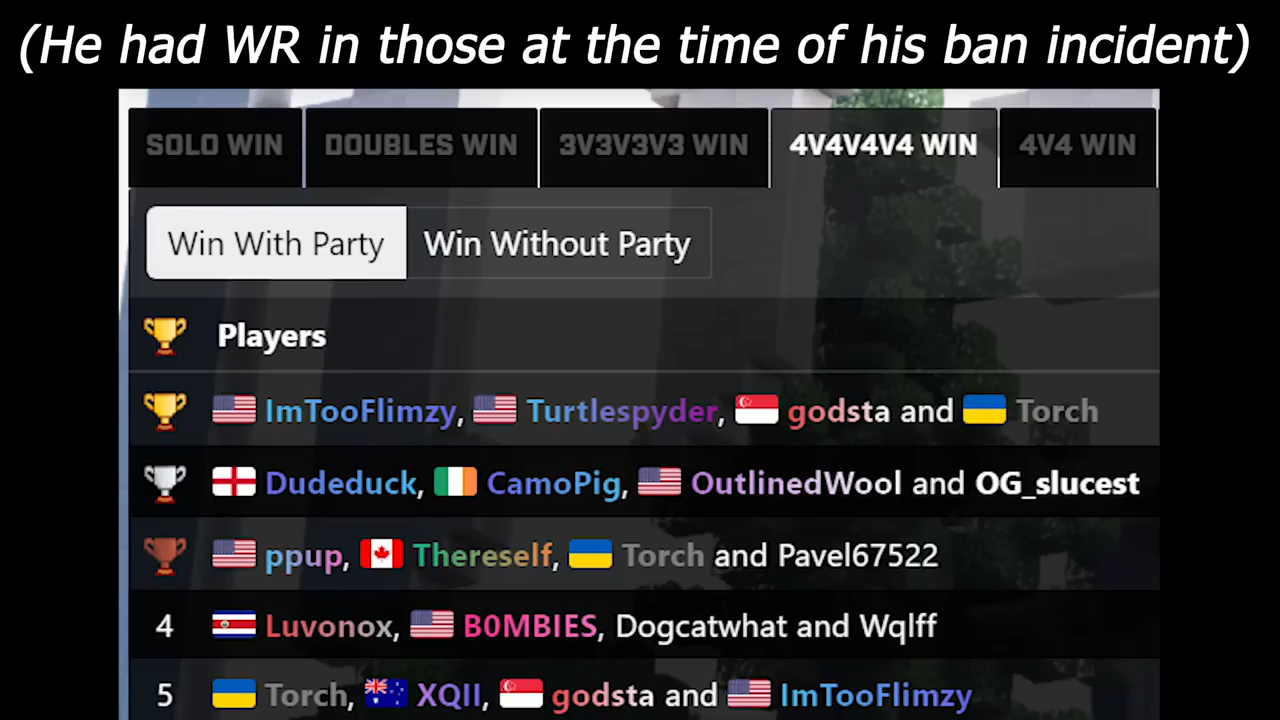 (He had WR in those at the time of his ban incident)
SOLO WIN DOUBLES WIN 3V3V3V3 WIN 4V4V4V4 WIN 4V4 WIN
Win With Party Win Without Party
Players
ImTooFlimzy, Turtlespyder, godsta and Torch
Dudeduck, CamoPig, OutlinedWool and OG_slucest
ppup, Thereself, Torch and Pavel67522
4 Luvonox, B0MBIES, Dogcatwhat and Wqlff
5 Torch, XQII, godsta and ImTooFlimzy